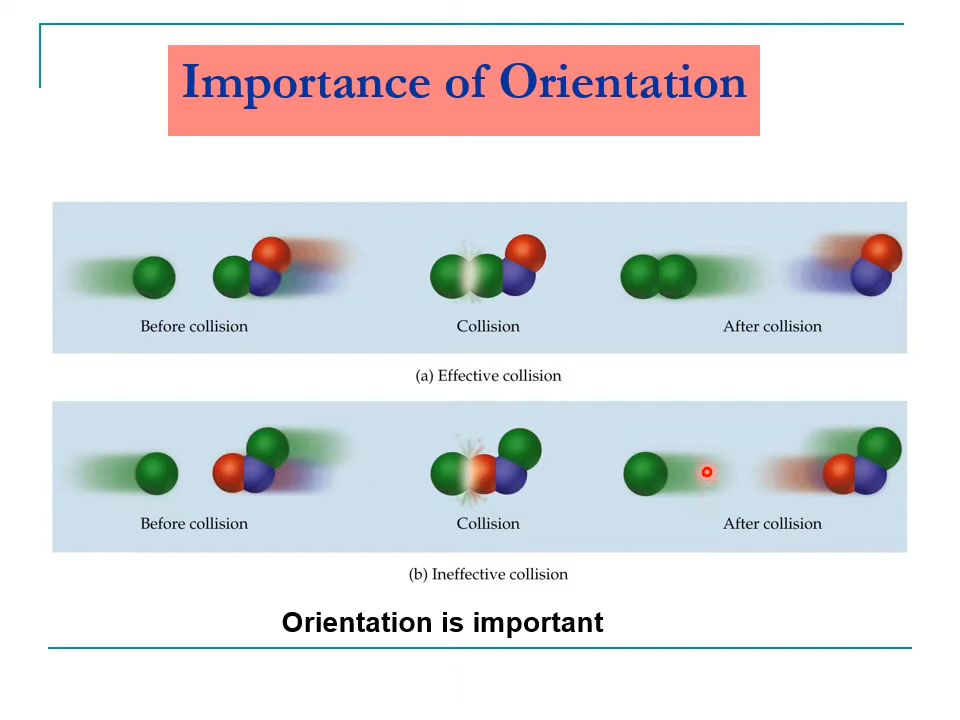 Importance of Orientation
Before collision
Collision
After collision
(a) Effective collision
Before collision
Collision
After collision
(b) Ineffective collision
Orientation is important